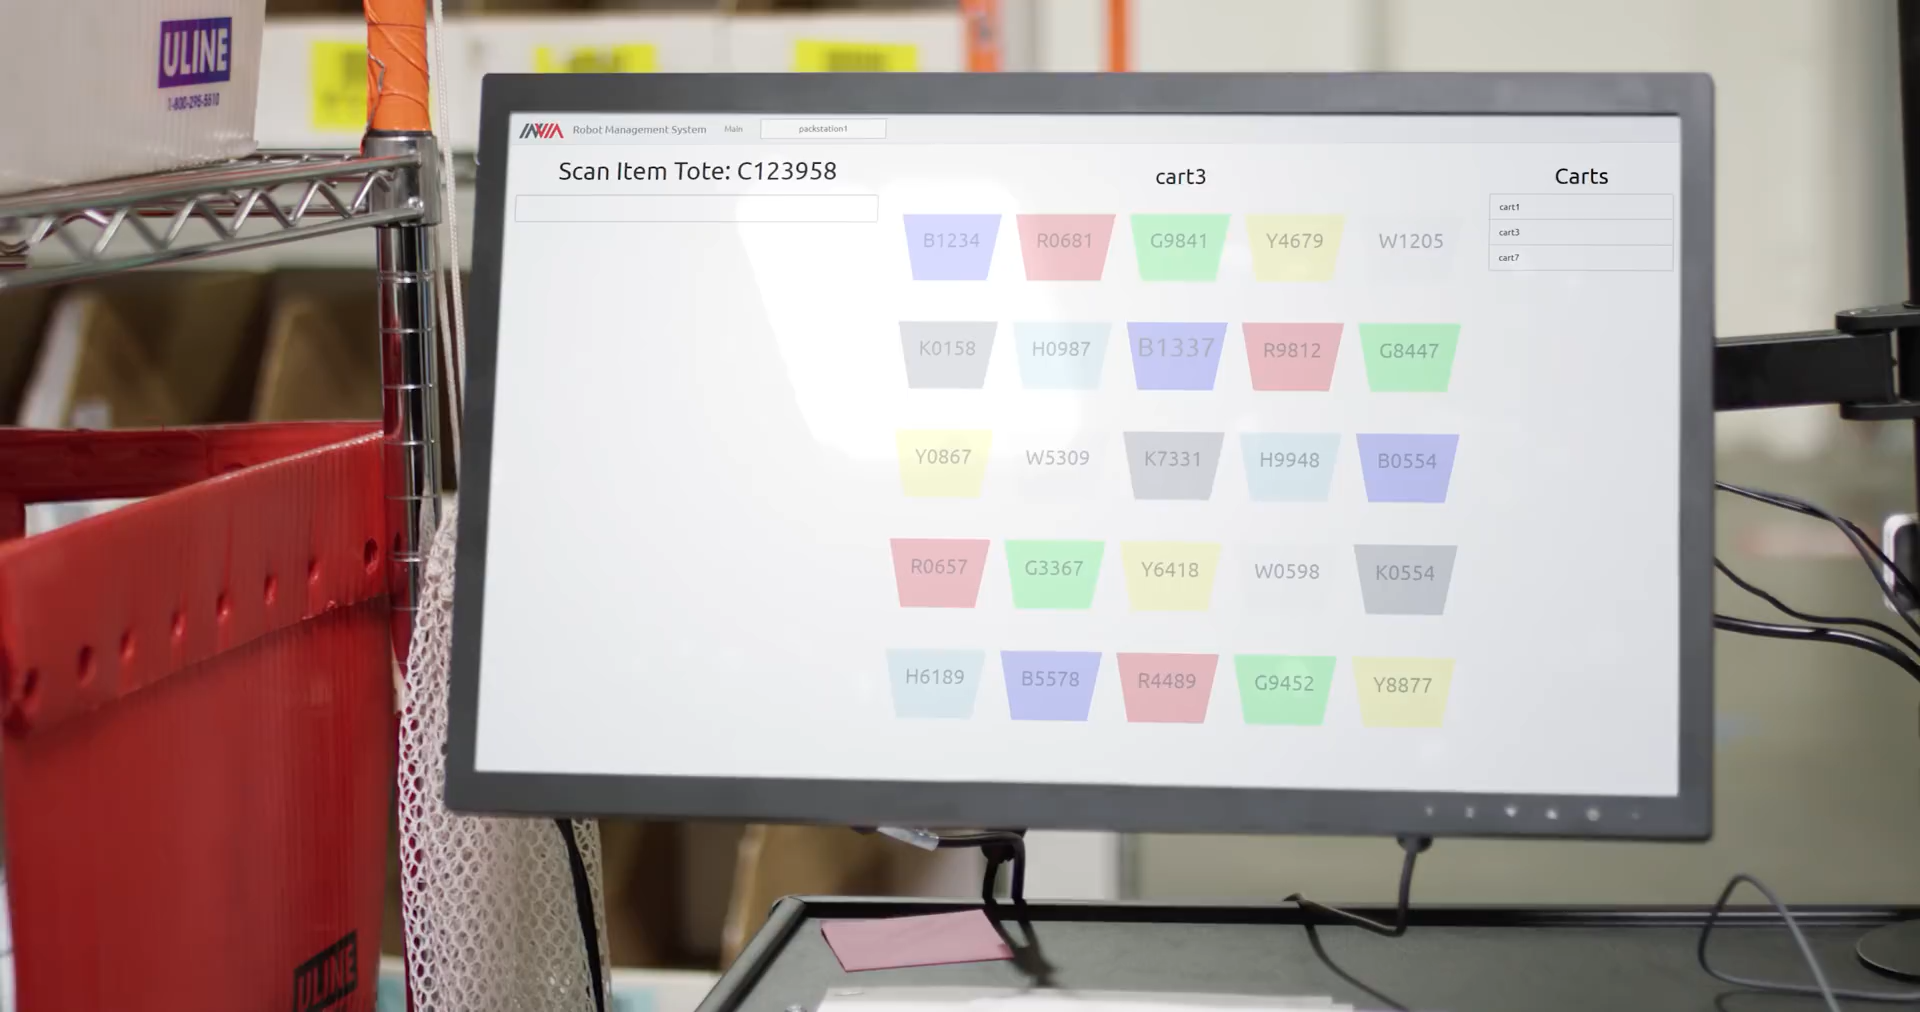 ULINE
1-800-295-5510
INVIA Robot Management System Main packstation1
Scan Item Tote: C123958
cart3
Carts
cart1
cart3
cart7
B1234 R0681 G9841 Y4679 W1205
K0158 H0987 B1337 R9812 G8447
Y0867 W5309 K7331 H9948 B0554
R0657 G3367 Y6418 W0598 K0554
H6189 B5578 R4489 G9452 Y8877
ULINE